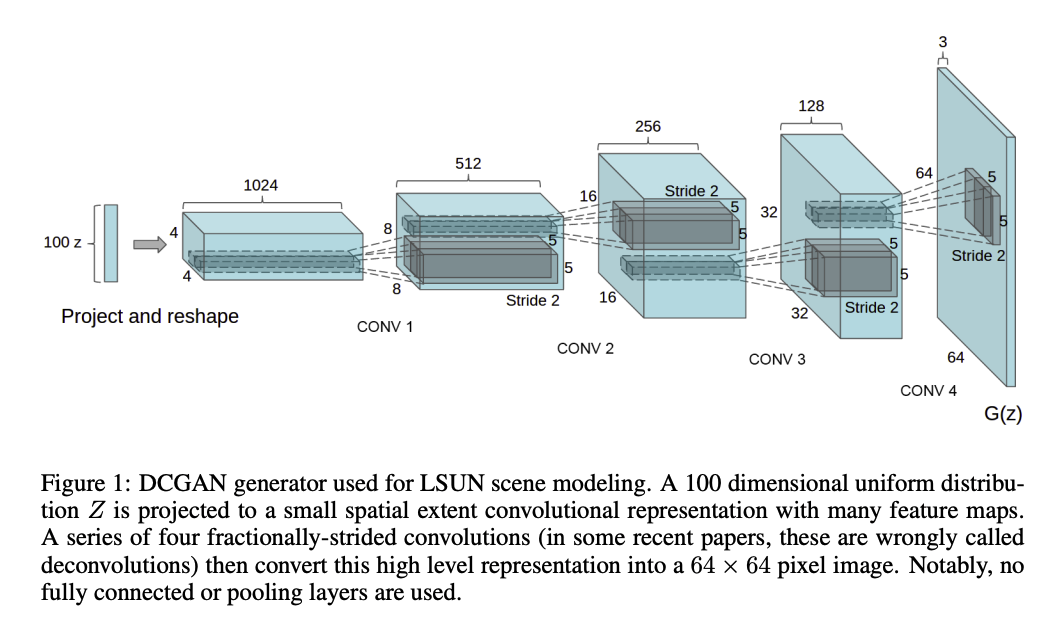 3
128
256
512
1024
64
5
5
Stride 2
16
Stride 2
5
5
32
8
4
100 z
4
5
5
Stride 2
8
16
5
5
Stride 2
32
64
Project and reshape
CONV 1
CONV 2
CONV 3
CONV 4
G(z)
Figure 1: DCGAN generator used for LSUN scene modeling. A 100 dimensional uniform distribu-
tion Z is projected to a small spatial extent convolutional representation with many feature maps.
A series of four fractionally-strided convolutions (in some recent papers, these are wrongly called
deconvolutions) then convert this high level representation into a 64 × 64 pixel image. Notably, no
fully connected or pooling layers are used.